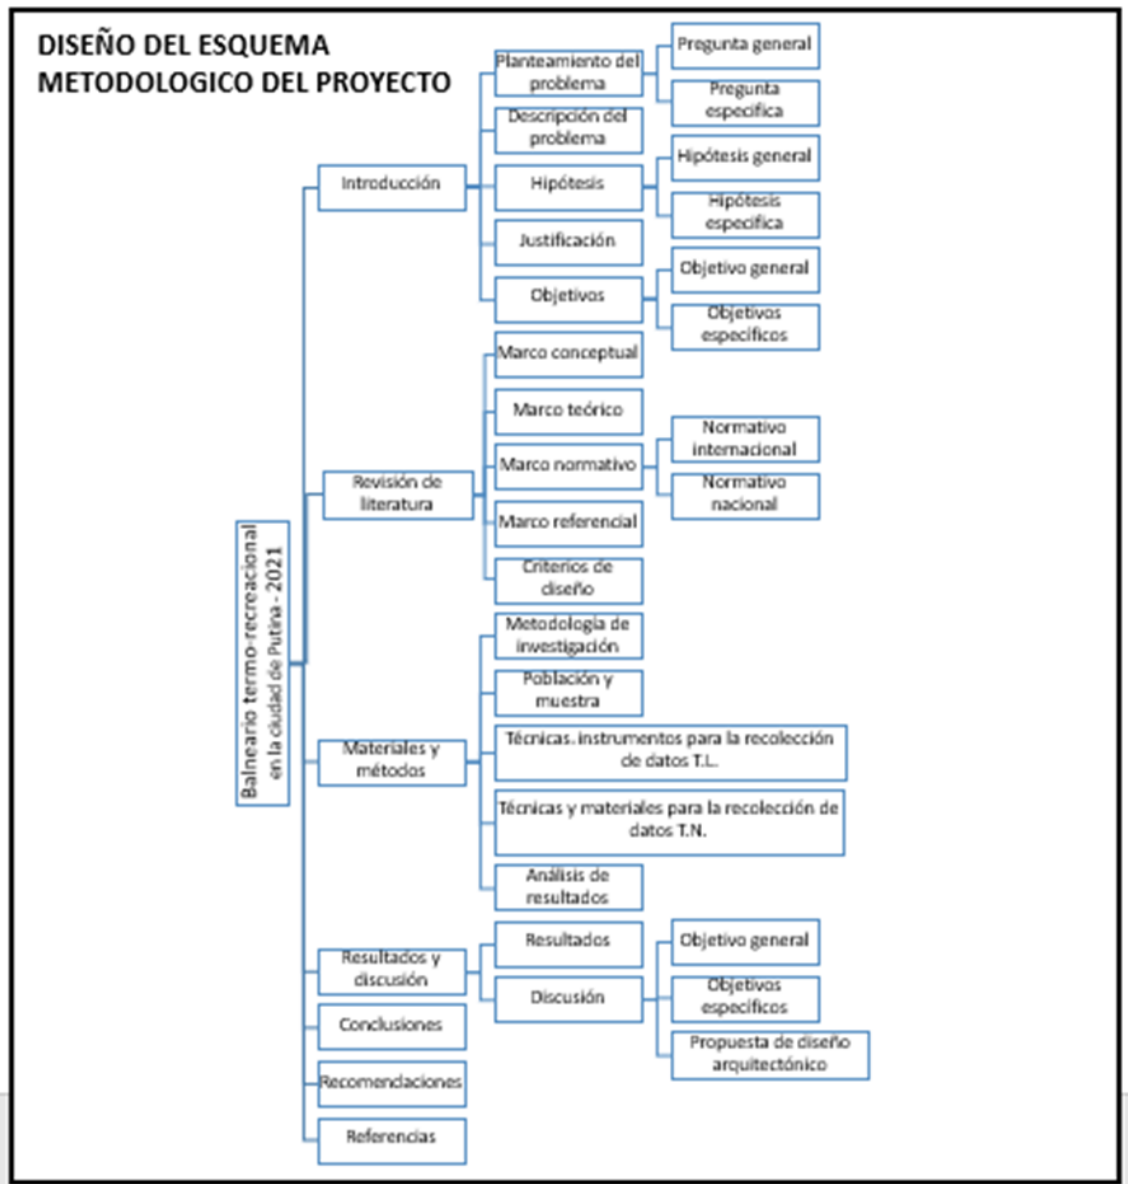 DISEÑO DEL ESQUEMA
METODOLOGICO DEL PROYECTO
Balneario termo-recreacional
en la ciudad de Putina - 2021
Introducción
Planteamiento del
problema
Pregunta general
Pregunta
especifica
Descripción del
problema
Hipótesis
Hipótesis general
Hipótesis
especifica
Justificación
Objetivos
Objetivo general
Objetivos
específicos
Revisión de
literatura
Marco conceptual
Marco teórico
Marco normativo
Normativo
internacional
Normativo
nacional
Marco referencial
Criterios de
diseño
Materiales y
métodos
Metodología de
investigación
Población y
muestra
Técnicas. instrumentos para la recolección
de datos T.L.
Técnicas y materiales para la recolección de
datos T.N.
Análisis de
resultados
Resultados y
discusión
Resultados
Discusión
Objetivo general
Objetivos
específicos
Propuesta de diseño
arquitectónico
Conclusiones
Recomendaciones
Referencias